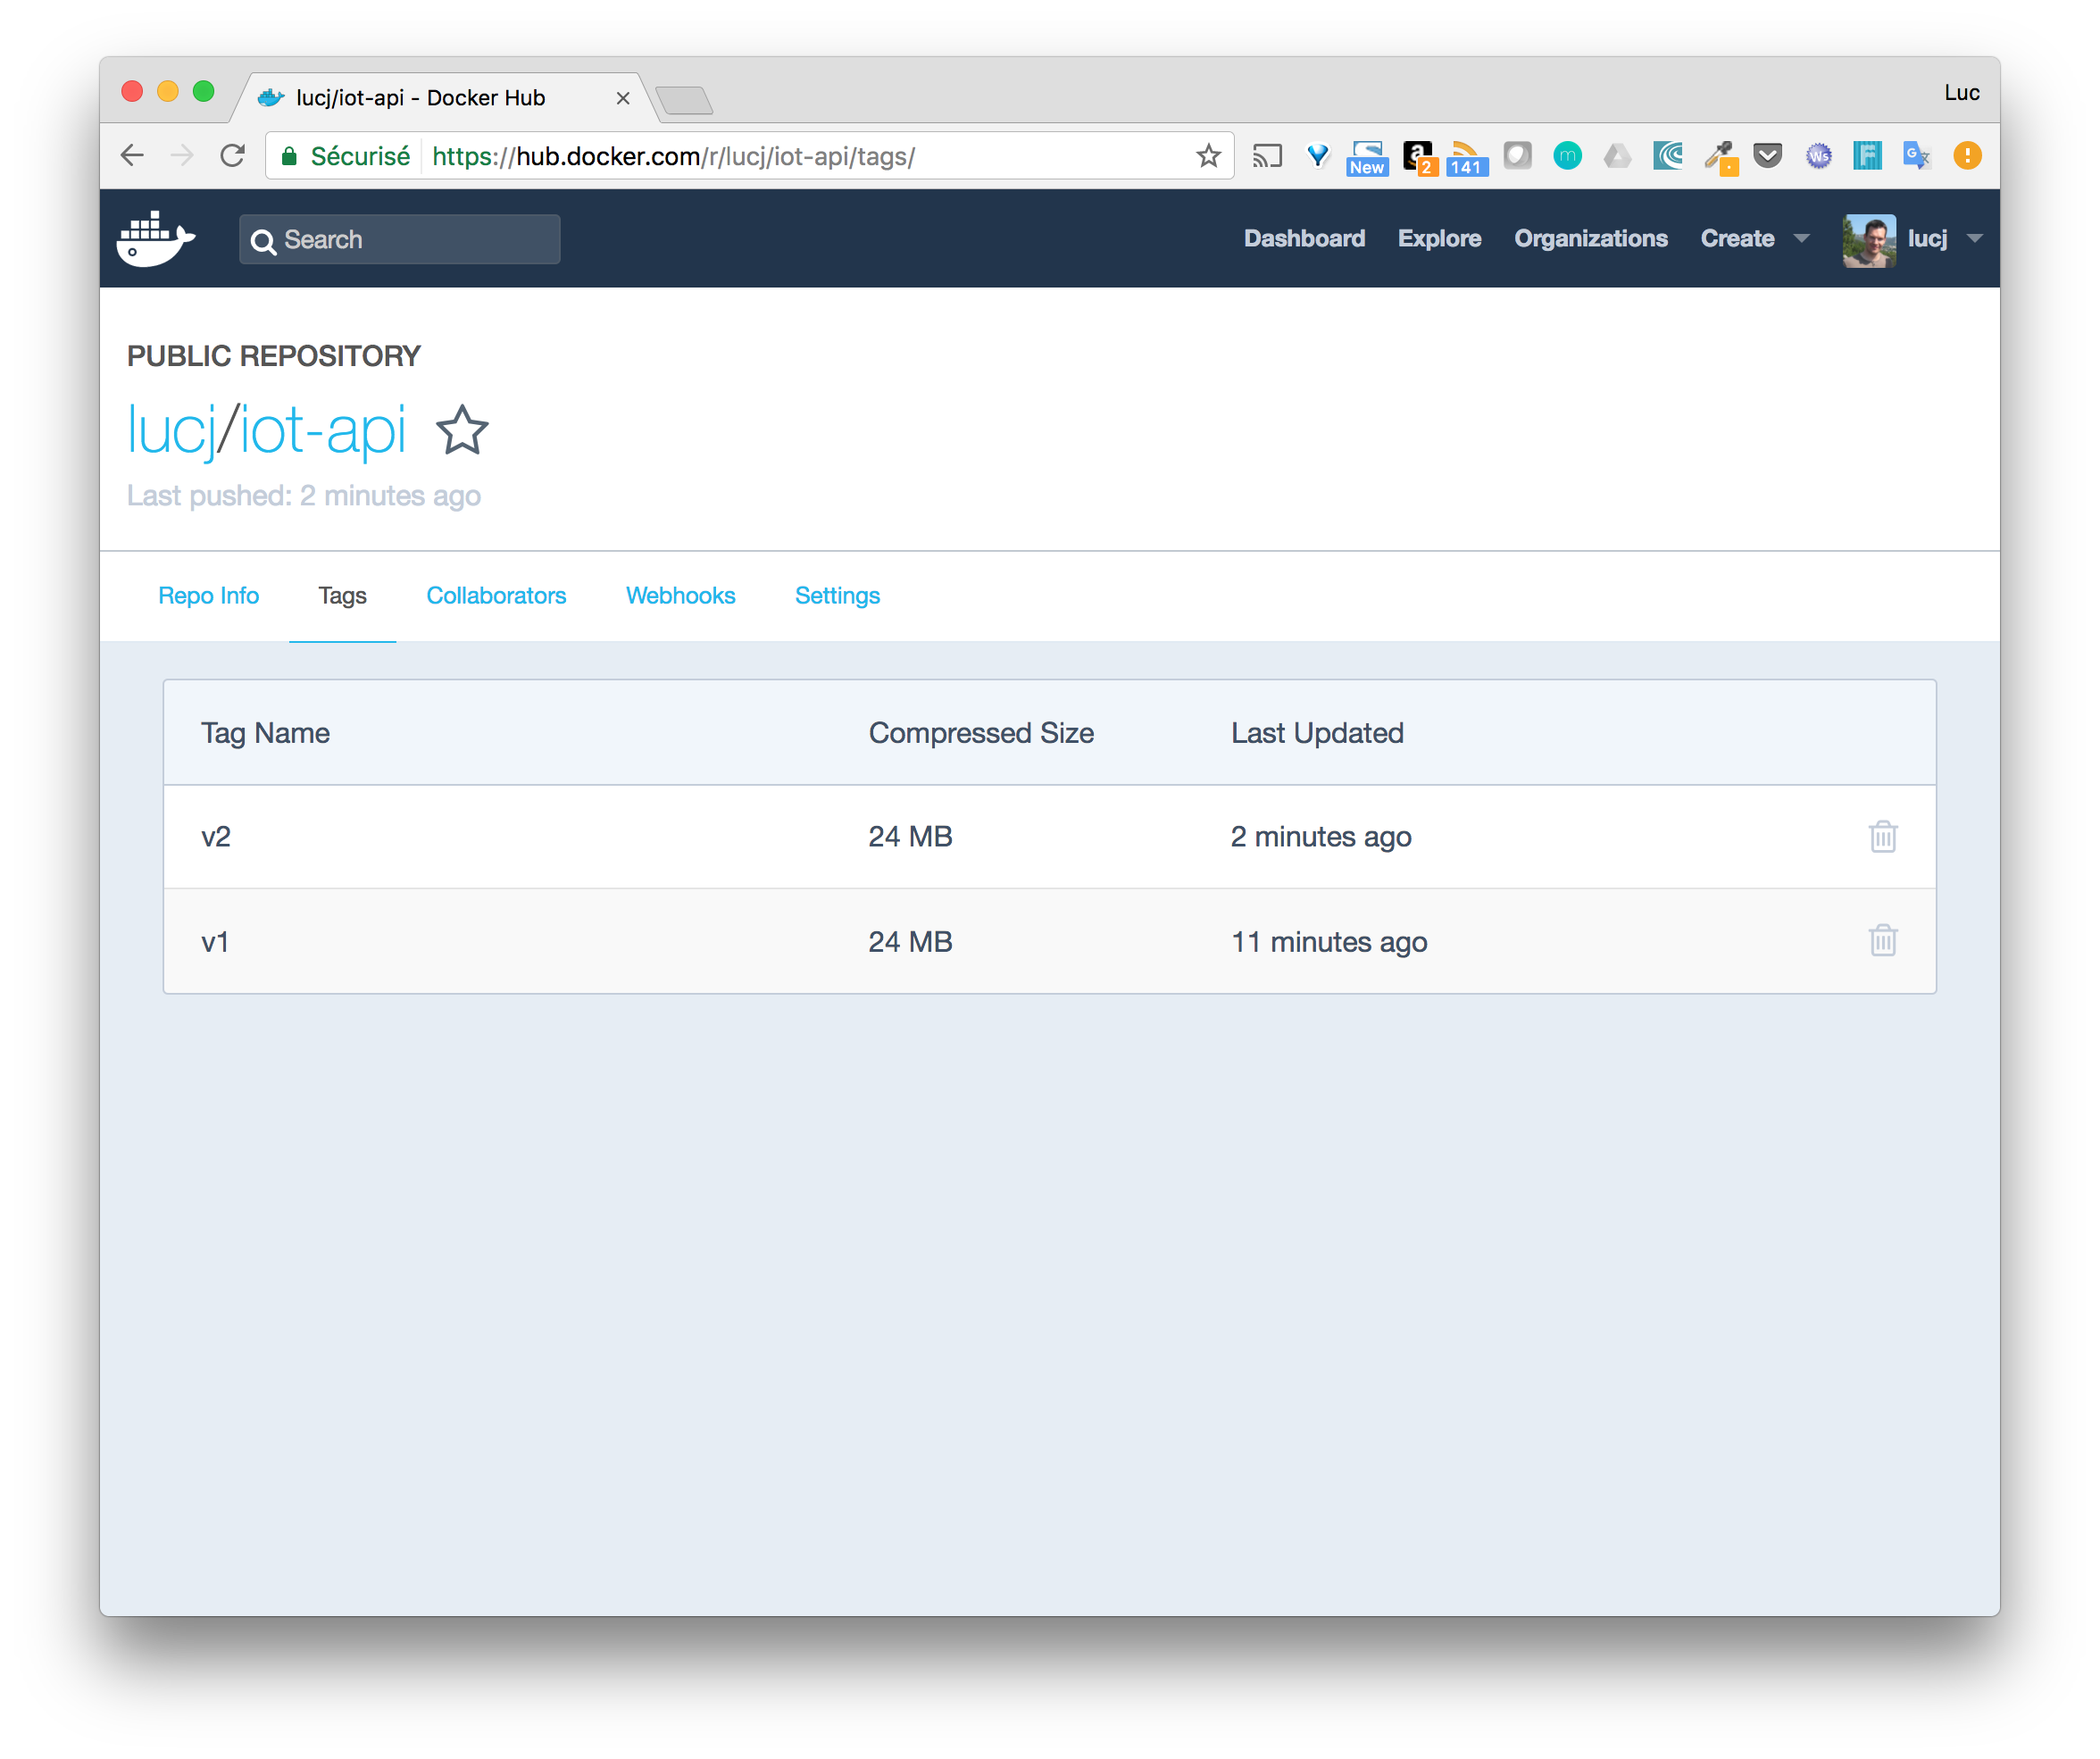 lucj/iot-api - Docker Hub
Luc
Sécurisé https://hub.docker.com/r/lucj/iot-api/tags/
New 2 141 m Ws F G
Search Dashboard Explore Organizations Create lucj
PUBLIC REPOSITORY
lucj/iot-api
Last pushed: 2 minutes ago
Repo Info Tags Collaborators Webhooks Settings
Tag Name Compressed Size Last Updated
v2 24 MB 2 minutes ago
v1 24 MB 11 minutes ago